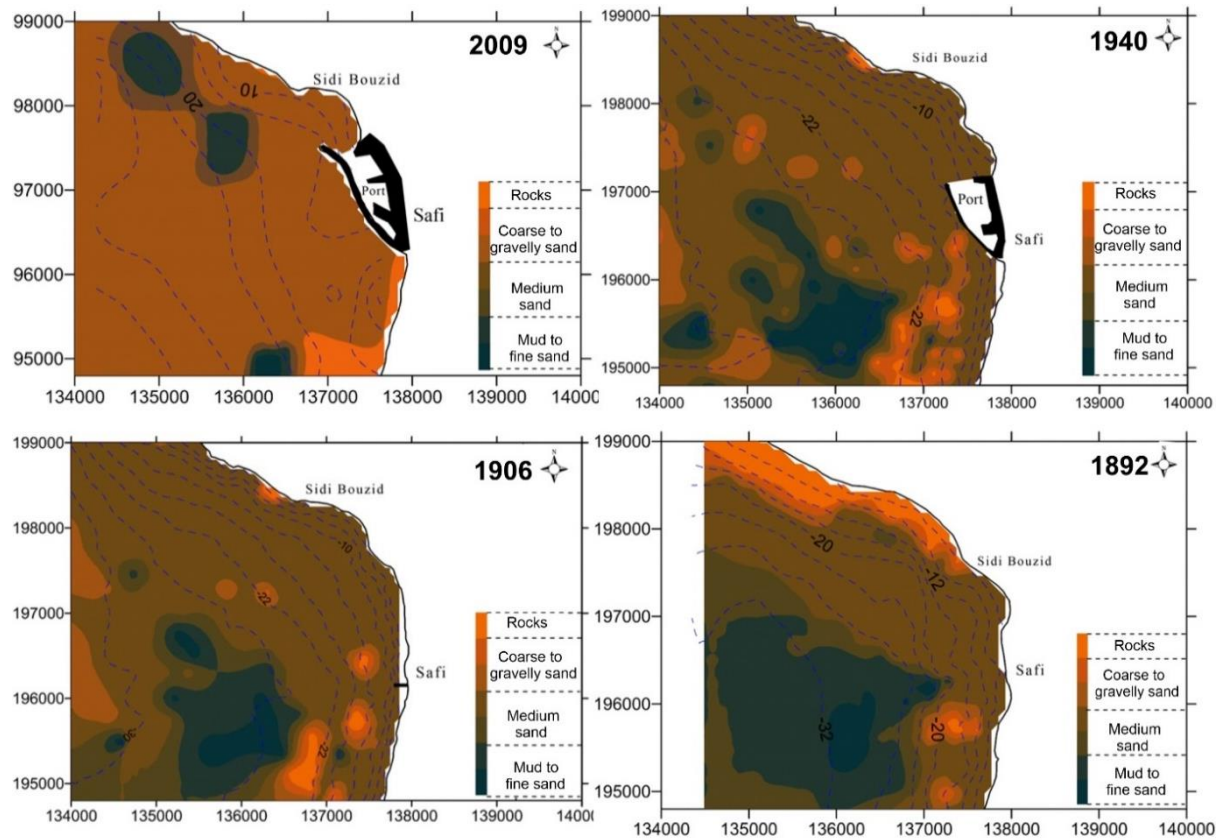 99000
98000
97000
96000
95000
2009
N
Sidi Bouzid
10
20
Port
Safi
Rocks
Coarse to
gravelly sand
Medium
sand
Mud to
fine sand
134000 135000 136000 137000 138000 139000 14000
199000
198000
197000
196000
195000
1940
N
Sidi Bouzid
-10
-22
Port
Safi
-22
Rocks
Coarse to
gravelly sand
Medium
sand
Mud to
fine sand
134000 135000 136000 137000 138000 139000 140000
199000
198000
197000
196000
195000
1906
N
Sidi Bouzid
-10
-22
Safi
-30
-22
Rocks
Coarse to
gravelly sand
Medium
sand
Mud to
fine sand
134000 135000 136000 137000 138000 139000 14000
199000
198000
197000
196000
195000
1892
N
-20
Sidi Bouzid
-12
Safi
-32
-20
Rocks
Coarse to
gravelly sand
Medium
sand
Mud to
fine sand
134000 135000 136000 137000 138000 139000 140000